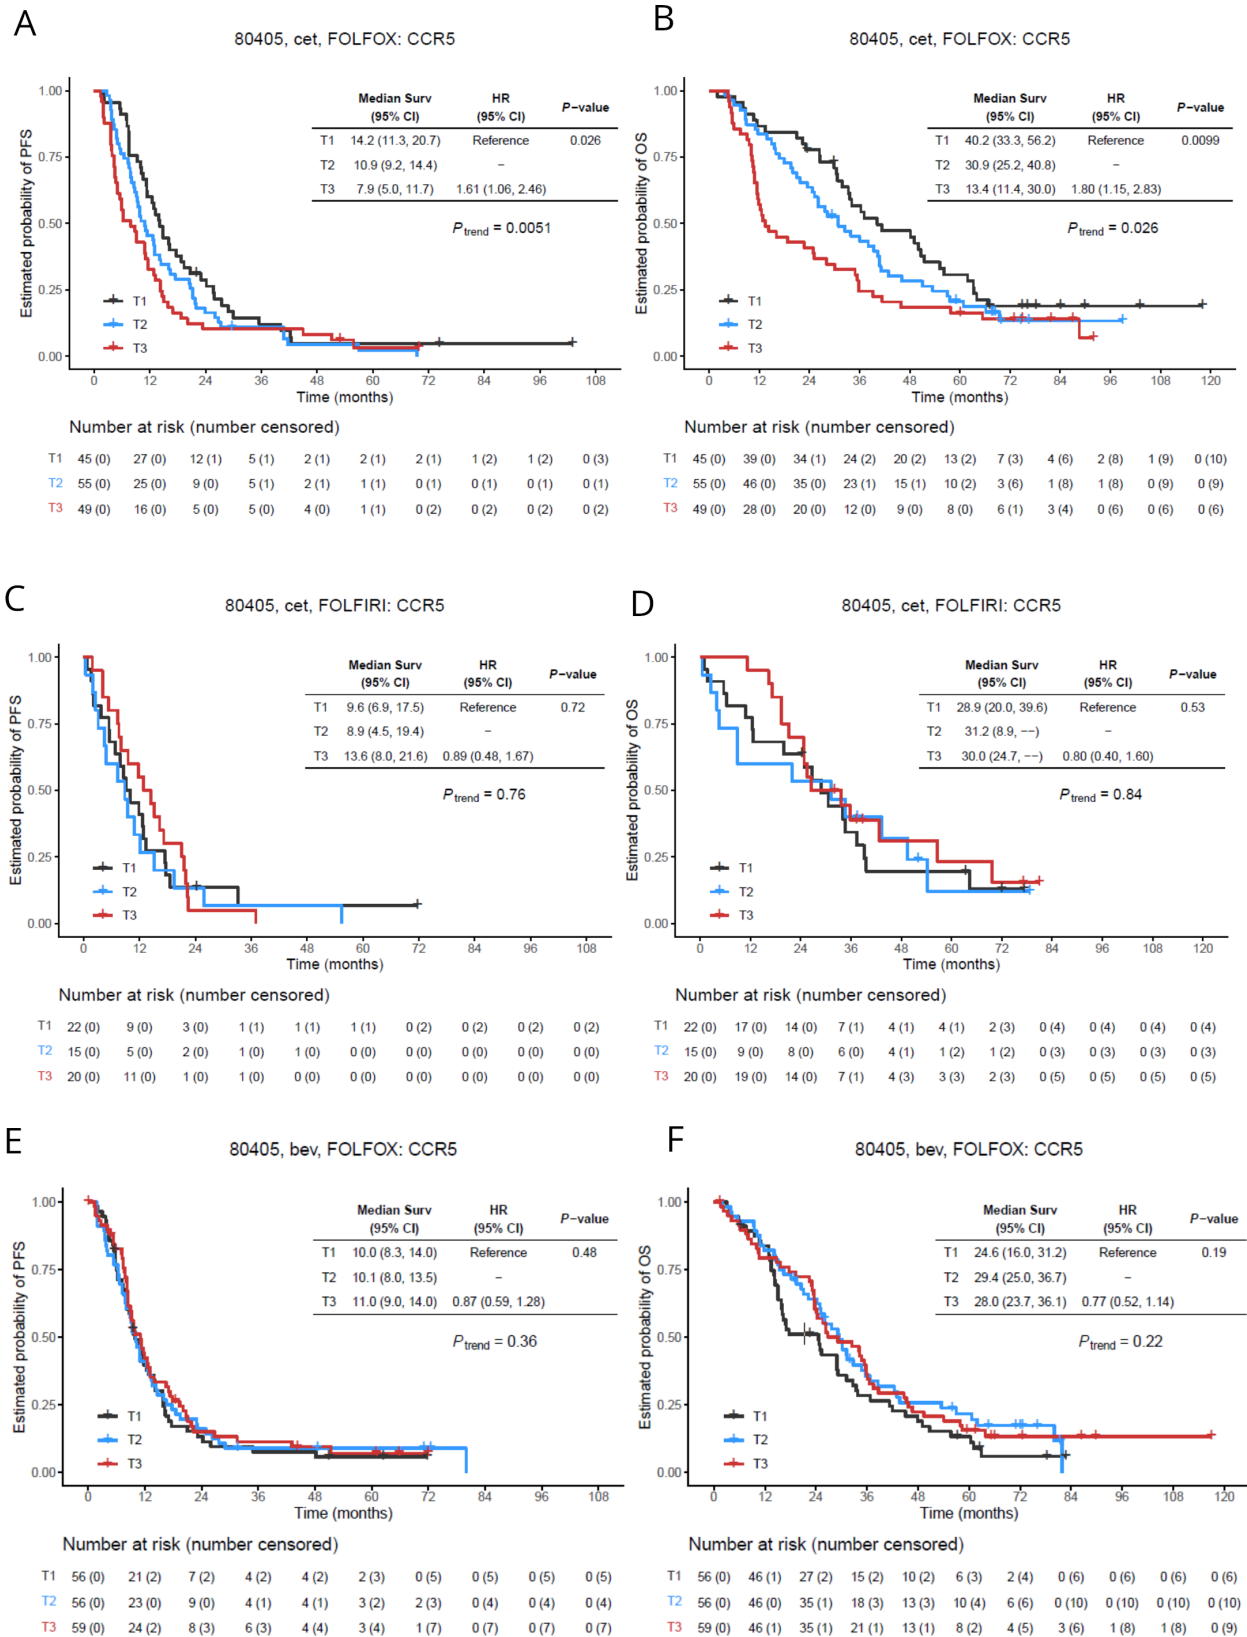 A
80405, cet, FOLFOX: CCR5
Estimated probability of PFS
1.00
0.75
0.50
0.25
0.00
Median Surv HR P−value
(95% CI) (95% CI)
T1 14.2 (11.3, 20.7) Reference 0.026
T2 10.9 (9.2, 14.4) −
T3 7.9 (5.0, 11.7) 1.61 (1.06, 2.46)
Ptrend = 0.0051
T1
T2
T3
0 12 24 36 48 60 72 84 96 108
Time (months)
Number at risk (number censored)
T1 45 (0) 27 (0) 12 (1) 5 (1) 2 (1) 2 (1) 2 (1) 1 (2) 1 (2) 0 (3)
T2 55 (0) 25 (0) 9 (0) 5 (1) 2 (1) 1 (1) 0 (1) 0 (1) 0 (1) 0 (1)
T3 49 (0) 16 (0) 5 (0) 5 (0) 4 (0) 1 (1) 0 (2) 0 (2) 0 (2) 0 (2)
B
80405, cet, FOLFOX: CCR5
Estimated probability of OS
1.00
0.75
0.50
0.25
0.00
Median Surv HR P−value
(95% CI) (95% CI)
T1 40.2 (33.3, 56.2) Reference 0.0099
T2 30.9 (25.2, 40.8) −
T3 13.4 (11.4, 30.0) 1.80 (1.15, 2.83)
Ptrend = 0.026
T1
T2
T3
0 12 24 36 48 60 72 84 96 108 120
Time (months)
Number at risk (number censored)
T1 45 (0) 39 (0) 34 (1) 24 (2) 20 (2) 13 (2) 7 (3) 4 (6) 2 (8) 1 (9) 0 (10)
T2 55 (0) 46 (0) 35 (0) 23 (1) 15 (1) 10 (2) 3 (6) 1 (8) 1 (8) 0 (9) 0 (9)
T3 49 (0) 28 (0) 20 (0) 12 (0) 9 (0) 8 (0) 6 (1) 3 (4) 0 (6) 0 (6) 0 (6)
C
80405, cet, FOLFIRI: CCR5
Estimated probability of PFS
1.00
0.75
0.50
0.25
0.00
Median Surv HR P−value
(95% CI) (95% CI)
T1 9.6 (6.9, 17.5) Reference 0.72
T2 8.9 (4.5, 19.4) −
T3 13.6 (8.0, 21.6) 0.89 (0.48, 1.67)
Ptrend = 0.76
T1
T2
T3
0 12 24 36 48 60 72 84 96 108
Time (months)
Number at risk (number censored)
T1 22 (0) 9 (0) 3 (0) 1 (1) 1 (1) 1 (1) 0 (2) 0 (2) 0 (2) 0 (2)
T2 15 (0) 5 (0) 2 (0) 1 (0) 1 (0) 0 (0) 0 (0) 0 (0) 0 (0) 0 (0)
T3 20 (0) 11 (0) 1 (0) 1 (0) 0 (0) 0 (0) 0 (0) 0 (0) 0 (0) 0 (0)
D
80405, cet, FOLFIRI: CCR5
Estimated probability of OS
1.00
0.75
0.50
0.25
0.00
Median Surv HR P−value
(95% CI) (95% CI)
T1 28.9 (20.0, 39.6) Reference 0.53
T2 31.2 (8.9, −−) −
T3 30.0 (24.7, −−) 0.80 (0.40, 1.60)
Ptrend = 0.84
T1
T2
T3
0 12 24 36 48 60 72 84 96 108 120
Time (months)
Number at risk (number censored)
T1 22 (0) 17 (0) 14 (0) 7 (1) 4 (1) 4 (1) 2 (3) 0 (4) 0 (4) 0 (4) 0 (4)
T2 15 (0) 9 (0) 8 (0) 6 (0) 4 (1) 1 (2) 1 (2) 0 (3) 0 (3) 0 (3) 0 (3)
T3 20 (0) 19 (0) 14 (0) 7 (1) 4 (3) 3 (3) 2 (3) 0 (5) 0 (5) 0 (5) 0 (5)
E
80405, bev, FOLFOX: CCR5
Estimated probability of PFS
1.00
0.75
0.50
0.25
0.00
Median Surv HR P−value
(95% CI) (95% CI)
T1 10.0 (8.3, 14.0) Reference 0.48
T2 10.1 (8.0, 13.5) −
T3 11.0 (9.0, 14.0) 0.87 (0.59, 1.28)
Ptrend = 0.36
T1
T2
T3
0 12 24 36 48 60 72 84 96 108
Time (months)
Number at risk (number censored)
T1 56 (0) 21 (2) 7 (2) 4 (2) 4 (2) 2 (3) 0 (5) 0 (5) 0 (5) 0 (5)
T2 56 (0) 23 (0) 9 (0) 4 (1) 4 (1) 3 (2) 2 (3) 0 (4) 0 (4) 0 (4)
T3 59 (0) 24 (2) 8 (3) 6 (3) 4 (4) 3 (4) 1 (7) 0 (7) 0 (7) 0 (7)
F
80405, bev, FOLFOX: CCR5
Estimated probability of OS
1.00
0.75
0.50
0.25
0.00
Median Surv HR P−value
(95% CI) (95% CI)
T1 24.6 (16.0, 31.2) Reference 0.19
T2 29.4 (25.0, 36.7) −
T3 28.0 (23.7, 36.1) 0.77 (0.52, 1.14)
Ptrend = 0.22
T1
T2
T3
0 12 24 36 48 60 72 84 96 108 120
Time (months)
Number at risk (number censored)
T1 56 (0) 46 (1) 27 (2) 15 (2) 10 (2) 6 (3) 2 (4) 0 (6) 0 (6) 0 (6) 0 (6)
T2 56 (0) 46 (0) 35 (1) 18 (3) 13 (3) 10 (4) 6 (6) 0 (10) 0 (10) 0 (10) 0 (10)
T3 59 (0) 46 (1) 35 (1) 21 (1) 13 (1) 8 (2) 4 (5) 3 (6) 1 (8) 1 (8) 0 (9)